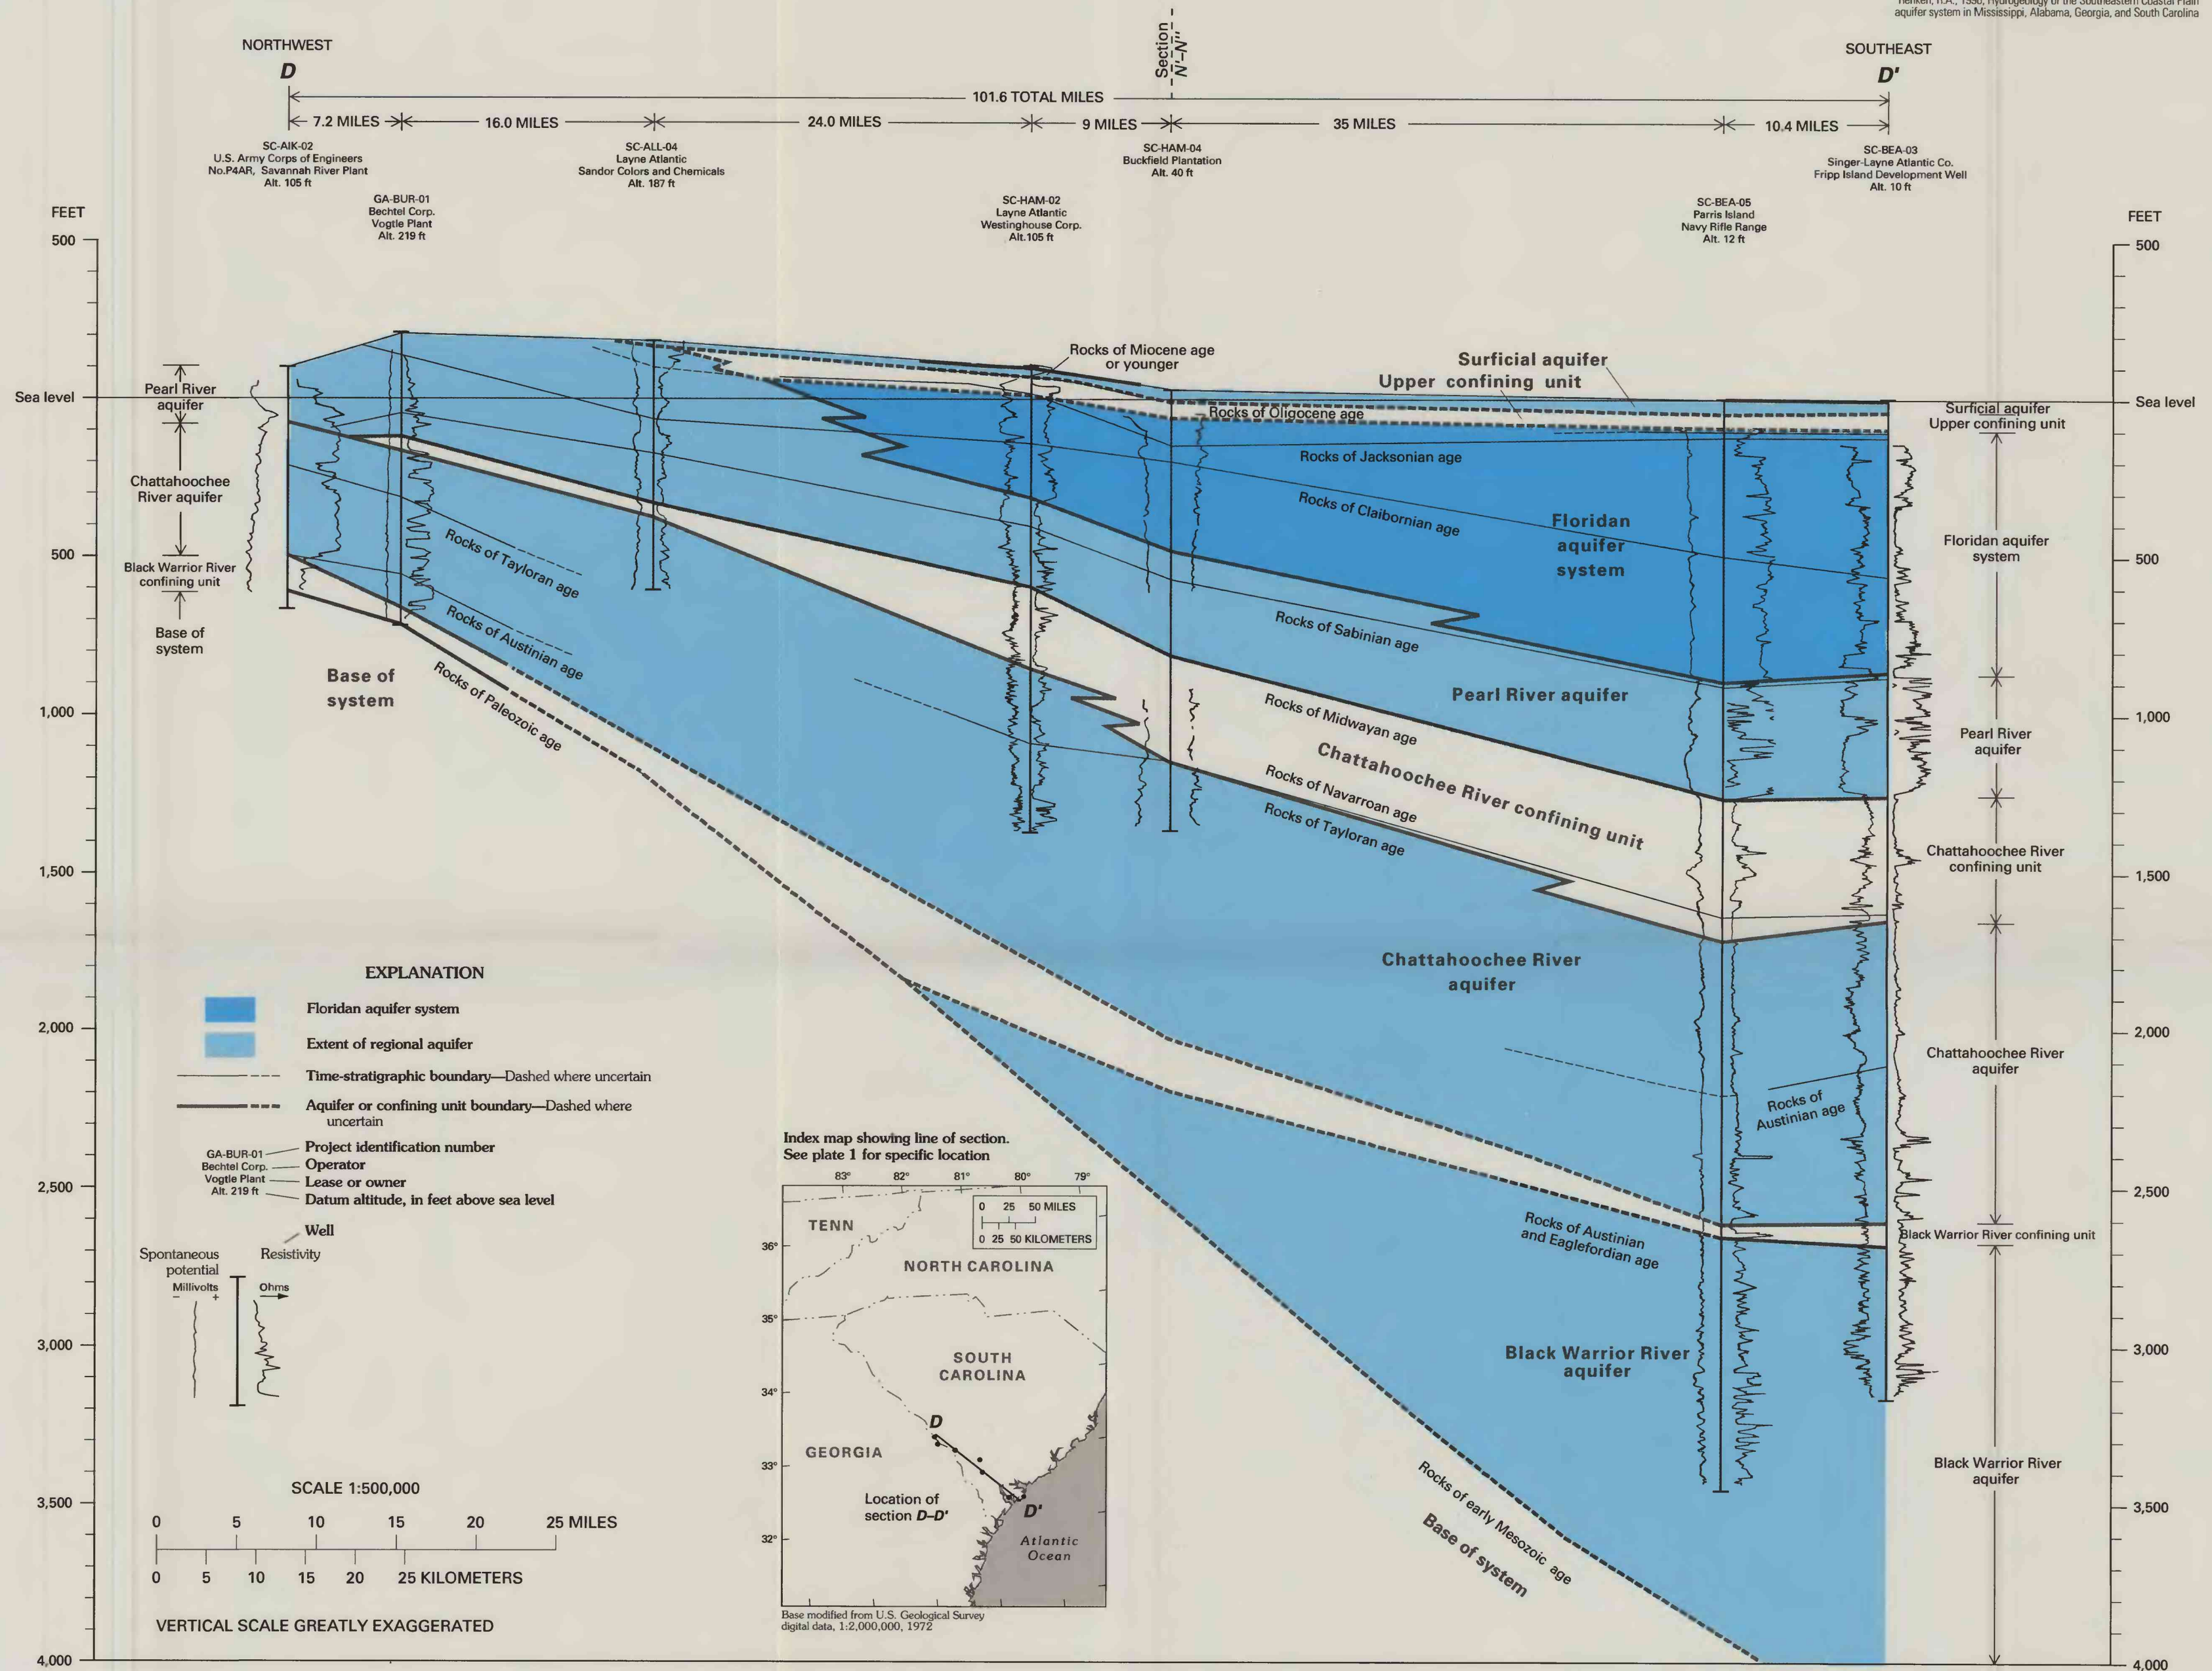 aquifer system in Mississippi, Alabama, Georgia, and South Carolina
NORTHWEST
D
Section
N'–N''
SOUTHEAST
D'
101.6 TOTAL MILES
7.2 MILES
16.0 MILES
24.0 MILES
9 MILES
35 MILES
10.4 MILES
SC-AIK-02
U.S. Army Corps of Engineers
No.P4AR, Savannah River Plant
Alt. 105 ft
GA-BUR-01
Bechtel Corp.
Vogtle Plant
Alt. 219 ft
SC-ALL-04
Layne Atlantic
Sandor Colors and Chemicals
Alt. 187 ft
SC-HAM-02
Layne Atlantic
Westinghouse Corp.
Alt.105 ft
SC-HAM-04
Buckfield Plantation
Alt. 40 ft
SC-BEA-05
Parris Island
Navy Rifle Range
Alt. 12 ft
SC-BEA-03
Singer-Layne Atlantic Co.
Fripp Island Development Well
Alt. 10 ft
FEET
500
Sea level
500
1,000
1,500
2,000
2,500
3,000
3,500
4,000
FEET
500
Sea level
500
1,000
1,500
2,000
2,500
3,000
3,500
4,000
Pearl River
aquifer
Chattahoochee
River aquifer
Black Warrior River
confining unit
Base of
system
Rocks of Miocene age
or younger
Surficial aquifer
Upper confining unit
Rocks of Oligocene age
Rocks of Jacksonian age
Rocks of Claibornian age
Floridan
aquifer
system
Rocks of Sabinian age
Pearl River aquifer
Rocks of Midwayan age
Chattahoochee River confining unit
Rocks of Navarroan age
Rocks of Tayloran age
Chattahoochee River
aquifer
Rocks of
Austinian age
Rocks of Austinian
and Eaglefordian age
Black Warrior River
aquifer
Rocks of early Mesozoic age
Base of system
Rocks of Tayloran age
Rocks of Austinian age
Rocks of Paleozoic age
Base of
system
Surficial aquifer
Upper confining unit
Floridan aquifer
system
Pearl River
aquifer
Chattahoochee River
confining unit
Chattahoochee River
aquifer
Black Warrior River confining unit
Black Warrior River
aquifer
EXPLANATION
Floridan aquifer system
Extent of regional aquifer
Time-stratigraphic boundary—Dashed where uncertain
Aquifer or confining unit boundary—Dashed where
uncertain
GA-BUR-01
Bechtel Corp.
Vogtle Plant
Alt. 219 ft
Project identification number
Operator
Lease or owner
Datum altitude, in feet above sea level
Well
Spontaneous
potential
Millivolts
– +
Resistivity
Ohms
SCALE 1:500,000
0 5 10 15 20 25 MILES
0 5 10 15 20 25 KILOMETERS
VERTICAL SCALE GREATLY EXAGGERATED
Index map showing line of section.
See plate 1 for specific location
83° 82° 81° 80° 79°
0 25 50 MILES
0 25 50 KILOMETERS
36°
35°
34°
33°
32°
TENN
NORTH CAROLINA
SOUTH
CAROLINA
GEORGIA
D
D'
Location of
section D–D'
Atlantic
Ocean
Base modified from U.S. Geological Survey
digital data, 1:2,000,000, 1972